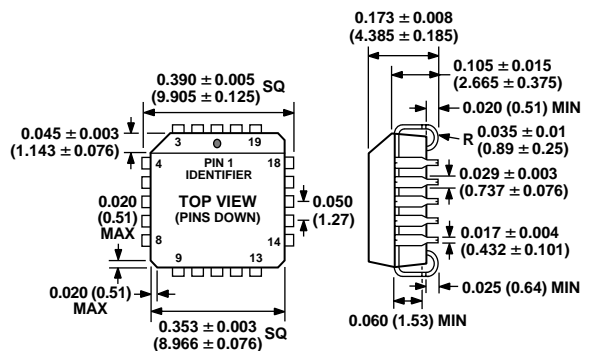 0.173 ± 0.008
(4.385 ± 0.185)
0.390 ± 0.005
(9.905 ± 0.125)
SQ
0.105 ± 0.015
(2.665 ± 0.375)
0.020 (0.51) MIN
0.045 ± 0.003
(1.143 ± 0.076)
3
19
R
0.035 ± 0.01
(0.89 ± 0.25)
4
PIN 1
IDENTIFIER
18
0.029 ± 0.003
(0.737 ± 0.076)
0.020
(0.51)
MAX
TOP VIEW
(PINS DOWN)
0.050
(1.27)
0.017 ± 0.004
(0.432 ± 0.101)
8
14
9
13
0.025 (0.64) MIN
0.020 (0.51)
MAX
0.060 (1.53) MIN
0.353 ± 0.003
(8.966 ± 0.076)
SQ